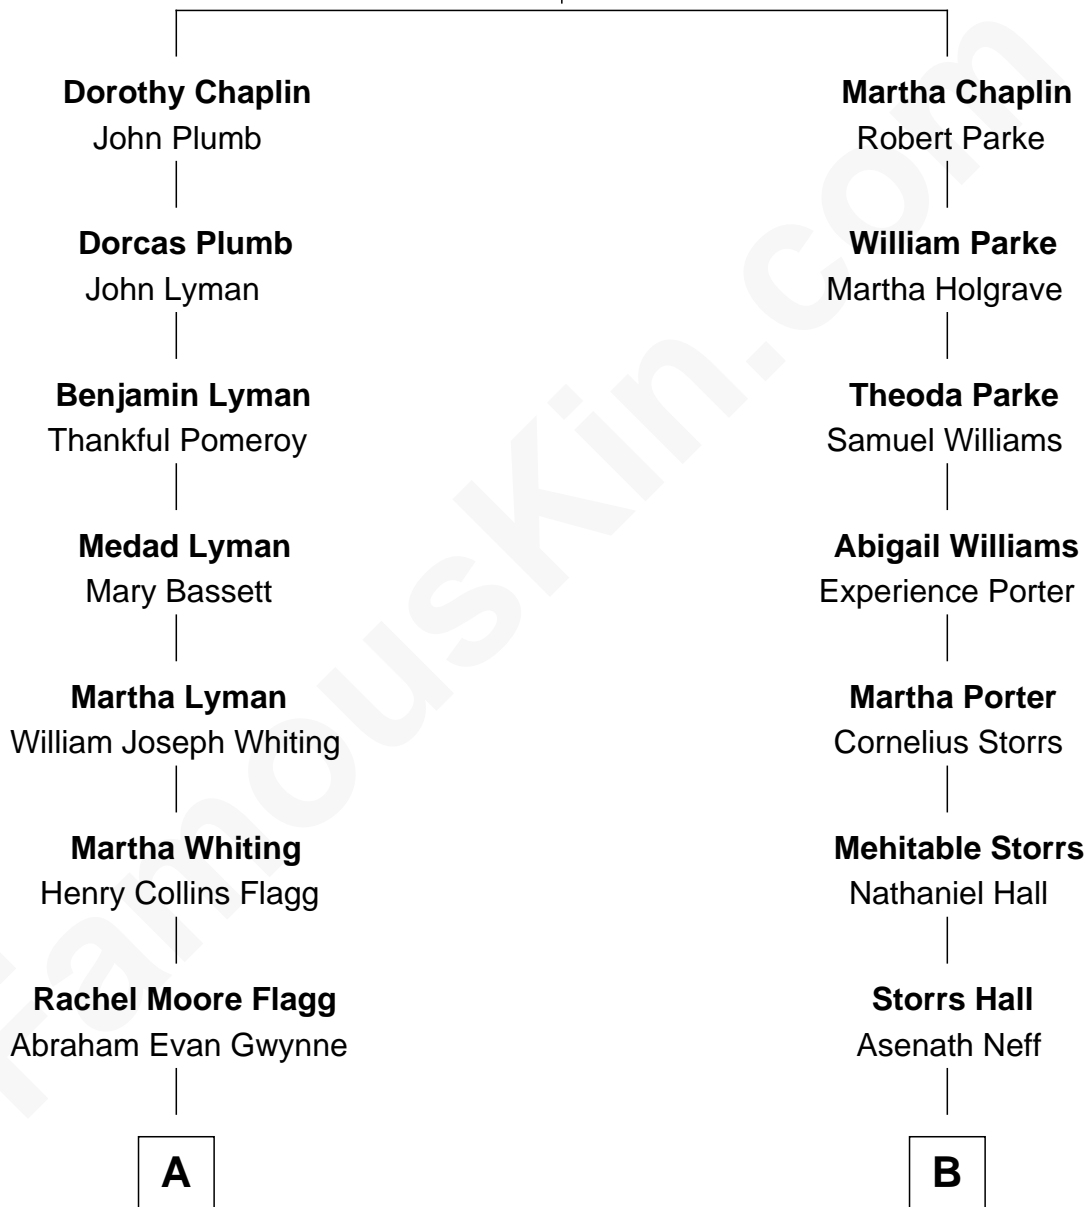 Dorothy Chaplin
John Plumb
Dorcas Plumb
John Lyman
Benjamin Lyman
Thankful Pomeroy
Medad Lyman
Mary Bassett
Martha Lyman
William Joseph Whiting
Martha Whiting
Henry Collins Flagg
Rachel Moore Flagg
Abraham Evan Gwynne
A
Martha Chaplin
Robert Parke
William Parke
Martha Holgrave
Theoda Parke
Samuel Williams
Abigail Williams
Experience Porter
Martha Porter
Cornelius Storrs
Mehitable Storrs
Nathaniel Hall
Storrs Hall
Asenath Neff
B
FamousKin.com